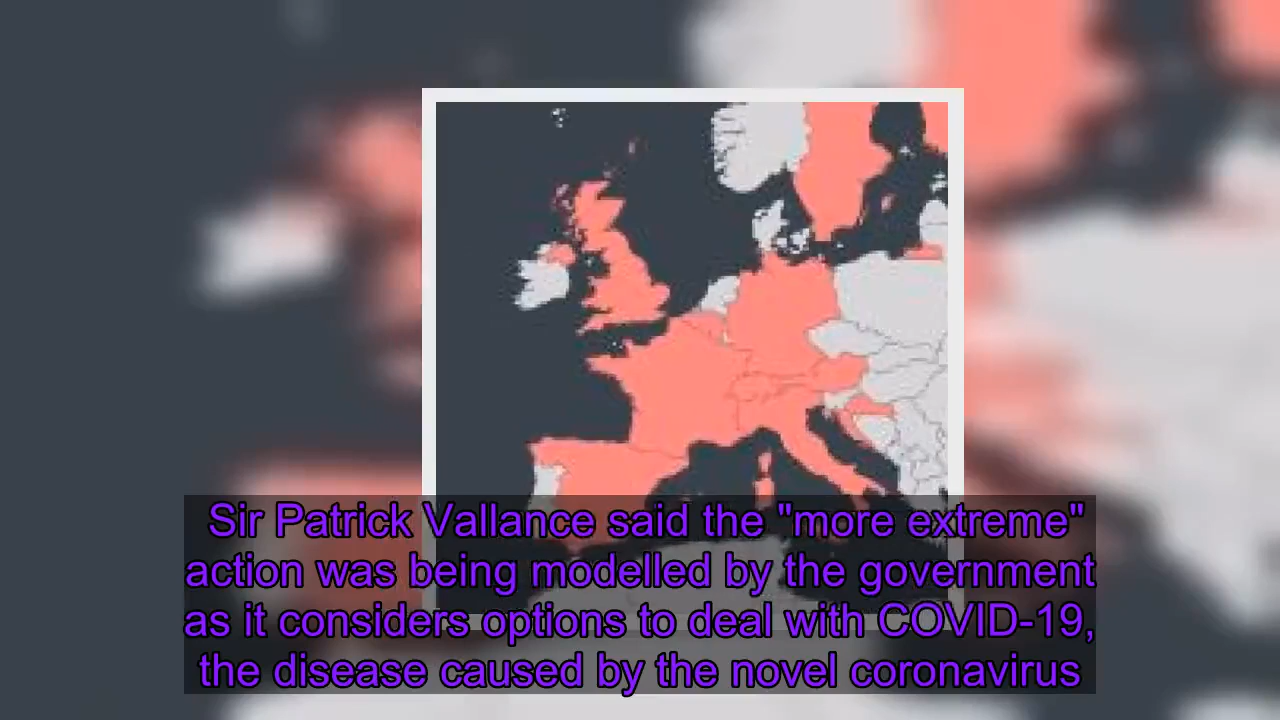 Sir Patrick Vallance said the "more extreme"
action was being modelled by the government
as it considers options to deal with COVID-19,
the disease caused by the novel coronavirus